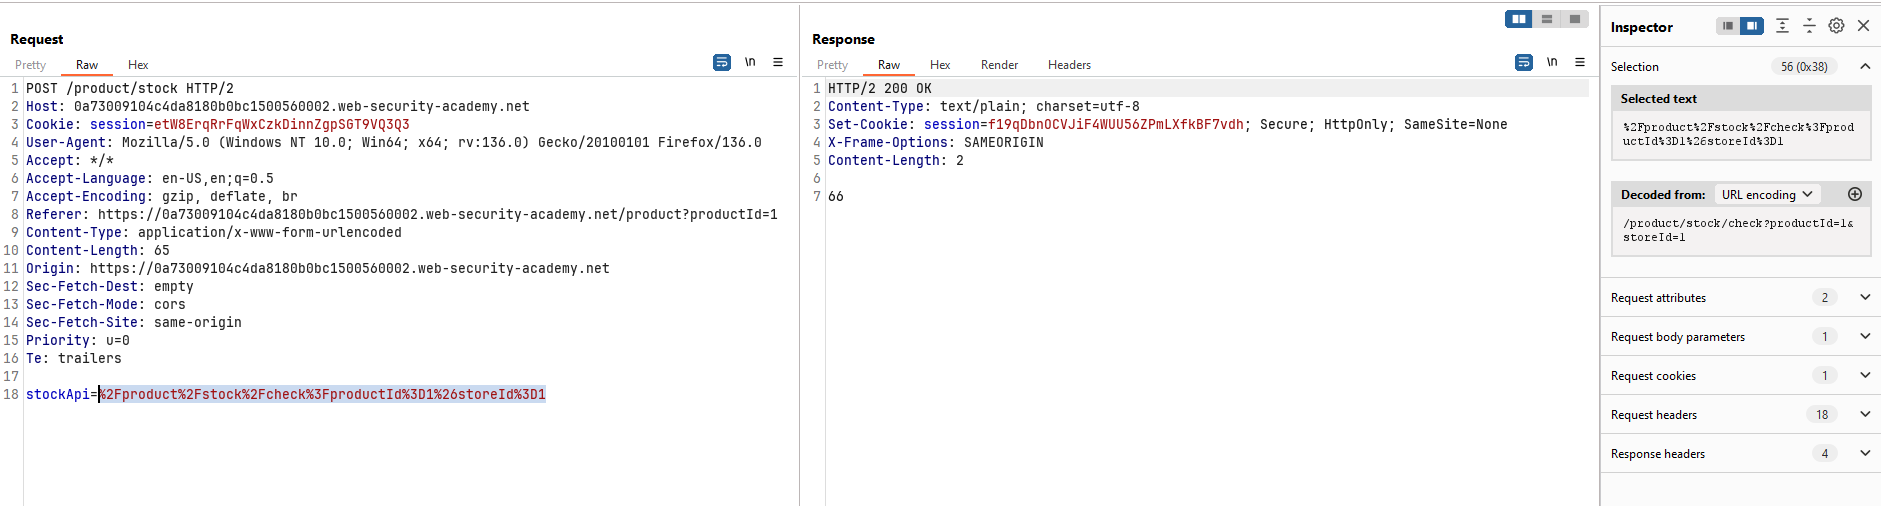 Request
Pretty Raw Hex
\n
1 POST /product/stock HTTP/2
2 Host: 0a73009104c4da8180b0bc1500560002.web-security-academy.net
3 Cookie: session=etW8ErqRrFqWxCzkDinnZgpSGT9VQ3Q3
4 User-Agent: Mozilla/5.0 (Windows NT 10.0; Win64; x64; rv:136.0) Gecko/20100101 Firefox/136.0
5 Accept: */*
6 Accept-Language: en-US,en;q=0.5
7 Accept-Encoding: gzip, deflate, br
8 Referer: https://0a73009104c4da8180b0bc1500560002.web-security-academy.net/product?productId=1
9 Content-Type: application/x-www-form-urlencoded
10 Content-Length: 65
11 Origin: https://0a73009104c4da8180b0bc1500560002.web-security-academy.net
12 Sec-Fetch-Dest: empty
13 Sec-Fetch-Mode: cors
14 Sec-Fetch-Site: same-origin
15 Priority: u=0
16 Te: trailers
17
18 stockApi=%2Fproduct%2Fstock%2Fcheck%3FproductId%3D1%26storeId%3D1
Response
Pretty Raw Hex Render Headers
\n
1 HTTP/2 200 OK
2 Content-Type: text/plain; charset=utf-8
3 Set-Cookie: session=f19qDbnOCVJiF4WUU56ZPmLXfkBF7vdh; Secure; HttpOnly; SameSite=None
4 X-Frame-Options: SAMEORIGIN
5 Content-Length: 2
6
7 66
Inspector
Selection 56 (0x38)
Selected text
%2Fproduct%2Fstock%2Fcheck%3Fprod
uctId%3D1%26storeId%3D1
Decoded from: URL encoding
/product/stock/check?productId=1&
storeId=1
Request attributes 2
Request body parameters 1
Request cookies 1
Request headers 18
Response headers 4